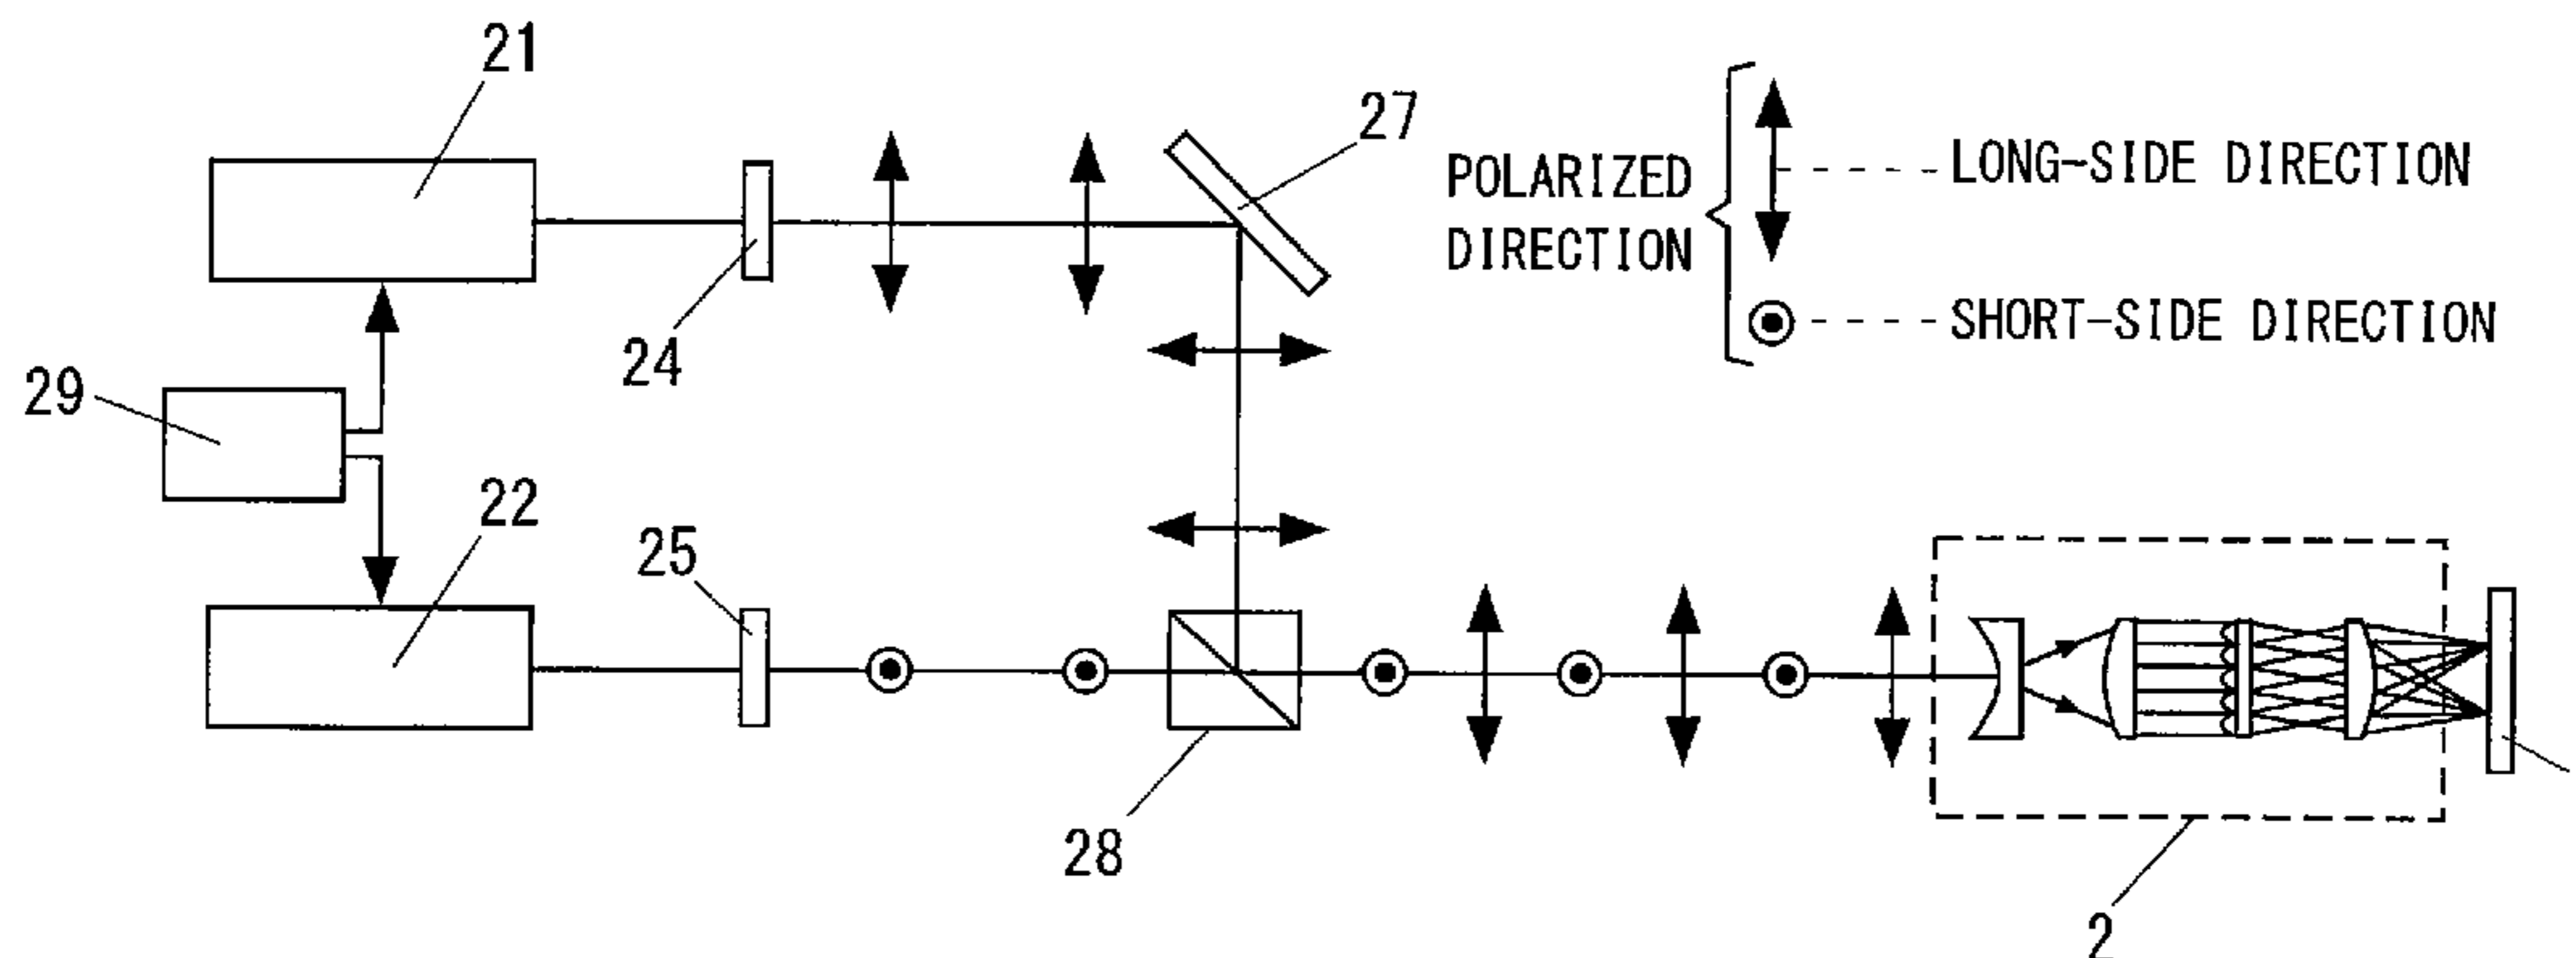 21
27
POLARIZED
DIRECTION
LONG-SIDE DIRECTION
SHORT-SIDE DIRECTION
24
29
22
25
28
2